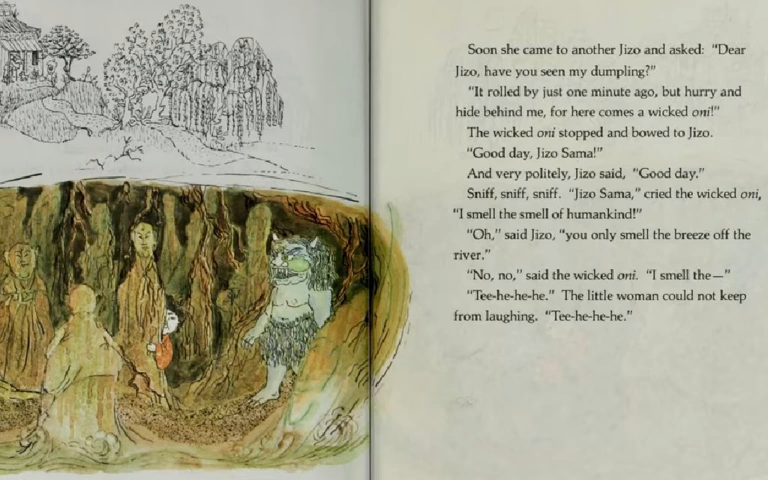 Soon she came to another Jizo and asked: "Dear
Jizo, have you seen my dumpling?"
"It rolled by just one minute ago, but hurry and
hide behind me, for here comes a wicked oni!"
The wicked oni stopped and bowed to Jizo.
"Good day, Jizo Sama!"
And very politely, Jizo said, "Good day."
Sniff, sniff, sniff. "Jizo Sama," cried the wicked oni,
"I smell the smell of humankind!"
"Oh," said Jizo, "you only smell the breeze off the
river."
"No, no," said the wicked oni. "I smell the—"
"Tee-he-he-he." The little woman could not keep
from laughing. "Tee-he-he-he."